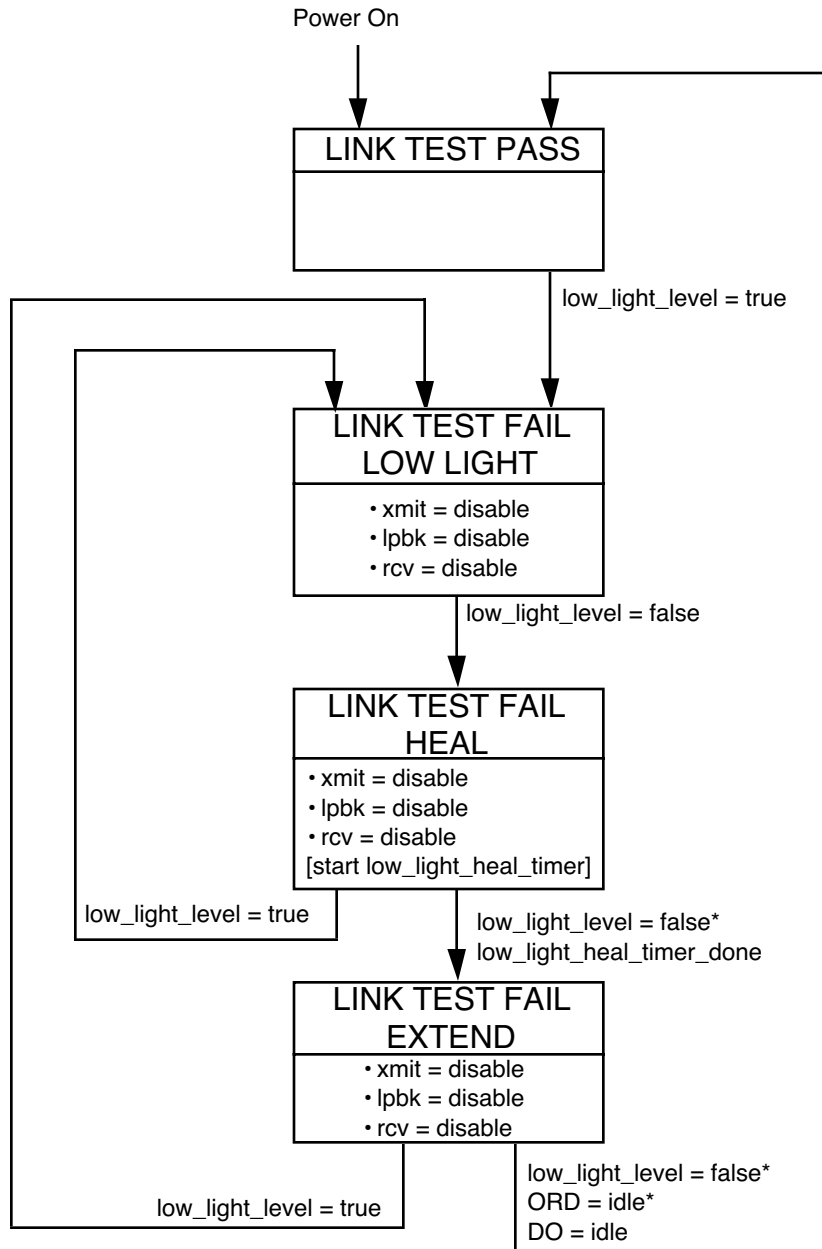 Power On
LINK TEST PASS
low_light_level = true
LINK TEST FAIL
LOW LIGHT
• xmit = disable
• lpbk = disable
• rcv = disable
low_light_level = false
LINK TEST FAIL
HEAL
• xmit = disable
• lpbk = disable
• rcv = disable
[start low_light_heal_timer]
low_light_level = true
low_light_level = false*
low_light_heal_timer_done
LINK TEST FAIL
EXTEND
• xmit = disable
• lpbk = disable
• rcv = disable
low_light_level = true
low_light_level = false*
ORD = idle*
DO = idle